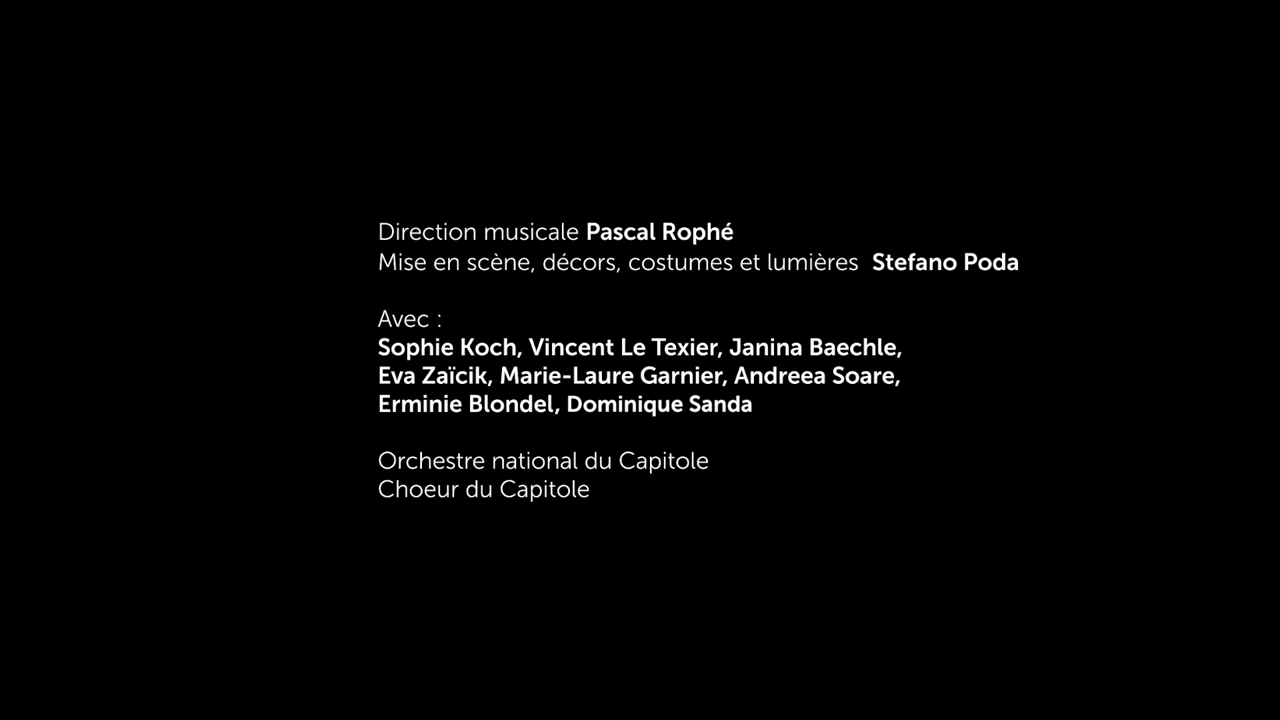 Direction musicale Pascal Rophé
Mise en scène, décors, costumes et lumières Stefano Poda
Avec :
Sophie Koch, Vincent Le Texier, Janina Baechle,
Eva Zaïcik, Marie-Laure Garnier, Andreea Soare,
Erminie Blondel, Dominique Sanda
Orchestre national du Capitole
Choeur du Capitole